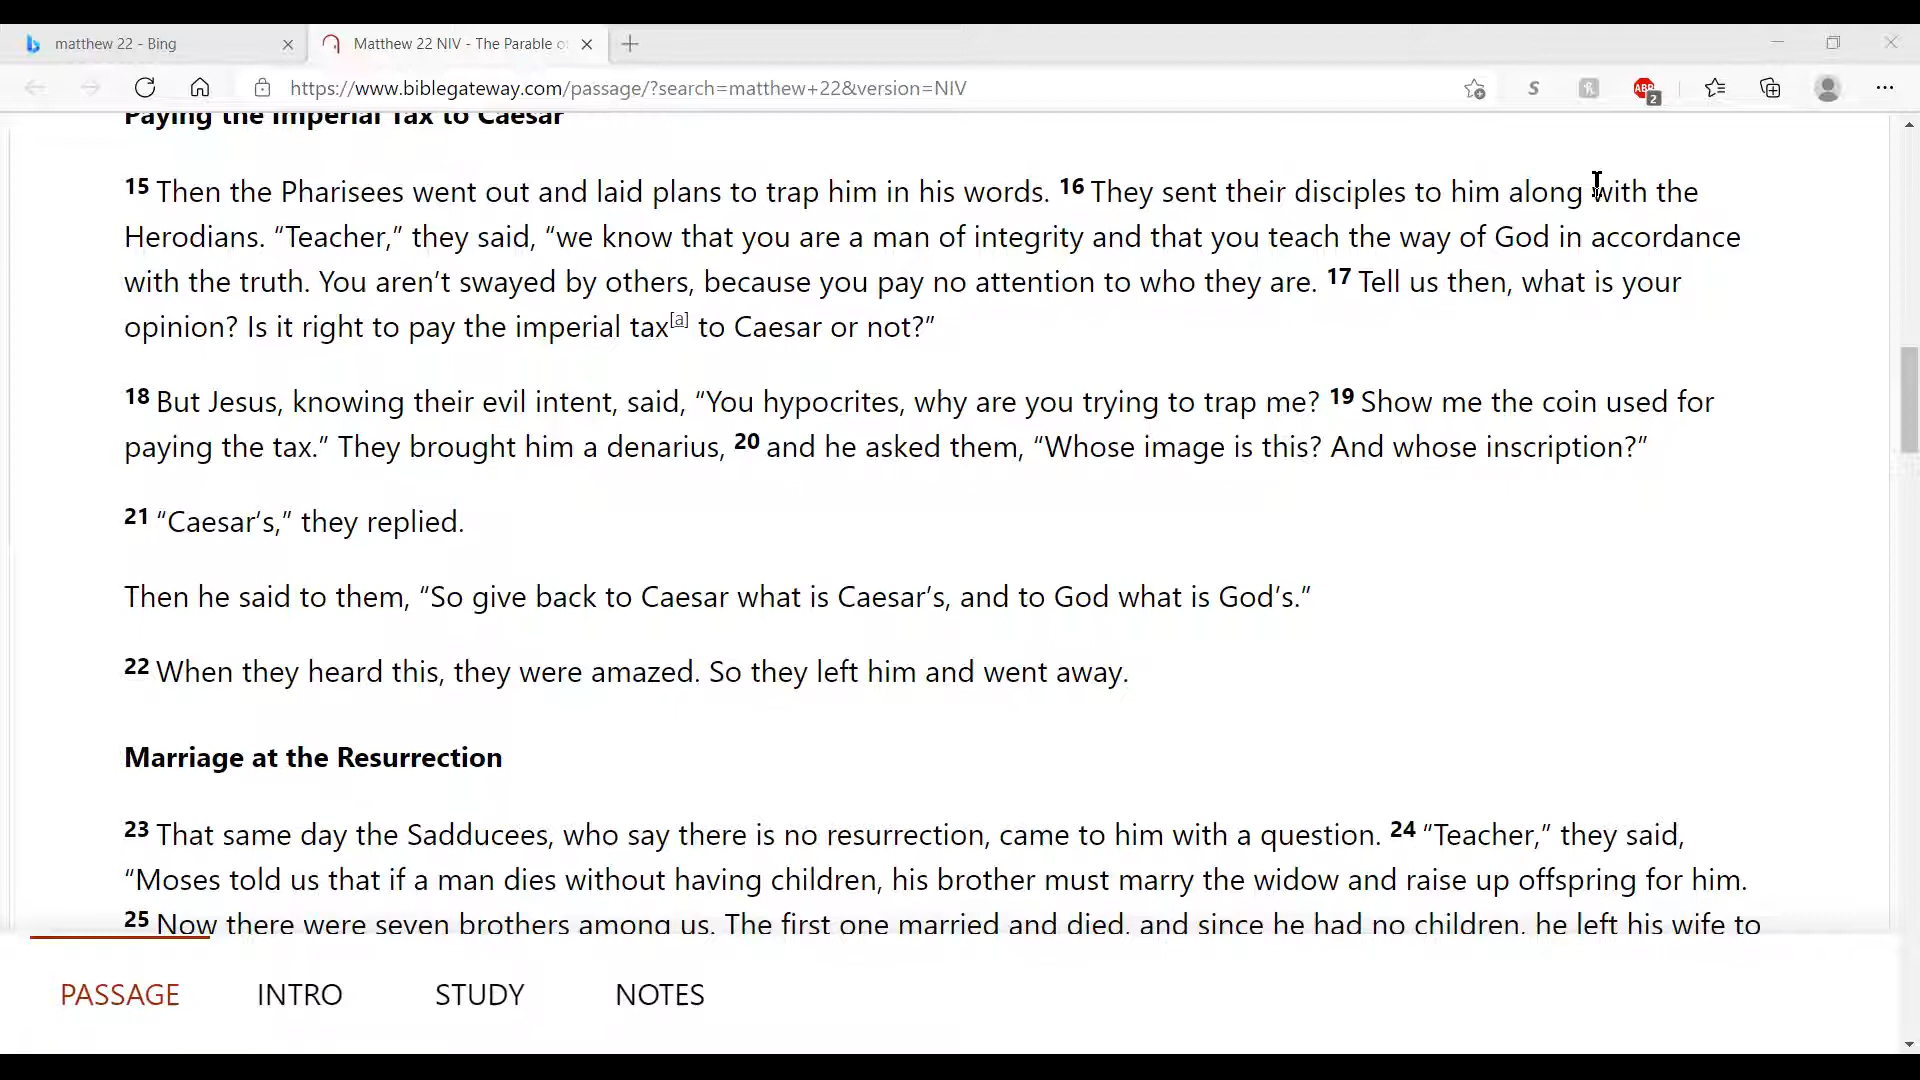 matthew 22 - Bing
Matthew 22 NIV - The Parable o
https://www.biblegateway.com/passage/?search=matthew+22&version=NIV
S
ABP
2
Paying the Imperial Tax to Caesar
15 Then the Pharisees went out and laid plans to trap him in his words. 16 They sent their disciples to him along with the
Herodians. “Teacher,” they said, “we know that you are a man of integrity and that you teach the way of God in accordance
with the truth. You aren’t swayed by others, because you pay no attention to who they are. 17 Tell us then, what is your
opinion? Is it right to pay the imperial tax[a] to Caesar or not?”
18 But Jesus, knowing their evil intent, said, “You hypocrites, why are you trying to trap me? 19 Show me the coin used for
paying the tax.” They brought him a denarius, 20 and he asked them, “Whose image is this? And whose inscription?”
21 “Caesar’s,” they replied.
Then he said to them, “So give back to Caesar what is Caesar’s, and to God what is God’s.”
22 When they heard this, they were amazed. So they left him and went away.
Marriage at the Resurrection
23 That same day the Sadducees, who say there is no resurrection, came to him with a question. 24 “Teacher,” they said,
“Moses told us that if a man dies without having children, his brother must marry the widow and raise up offspring for him.
25 Now there were seven brothers among us. The first one married and died, and since he had no children, he left his wife to
PASSAGE INTRO STUDY NOTES